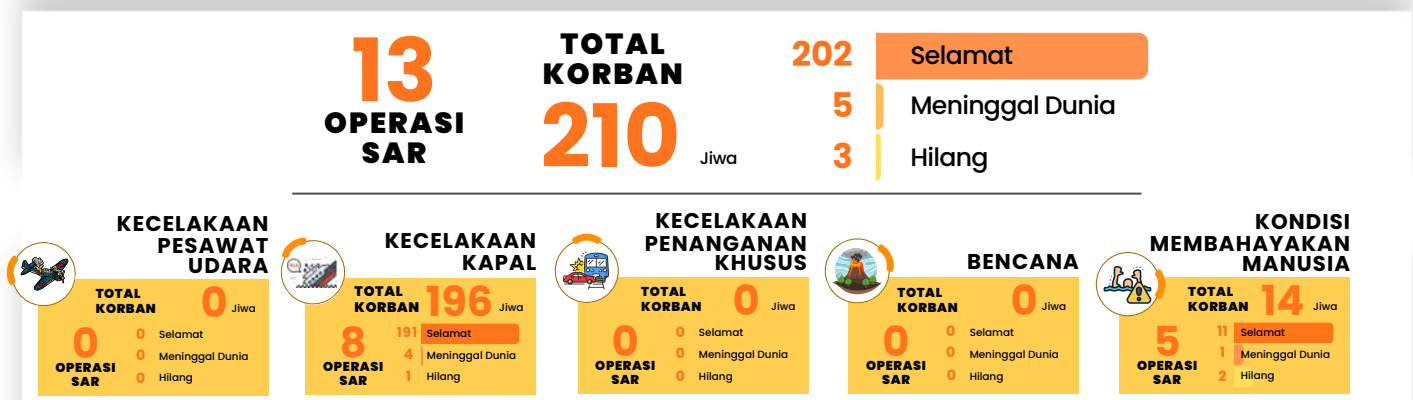 13
OPERASI
SAR
TOTAL
KORBAN
210 Jiwa
202 Selamat
5 Meninggal Dunia
3 Hilang
KECELAKAAN
PESAWAT
UDARA
TOTAL
KORBAN 0 Jiwa
0
OPERASI
SAR
0 Selamat
0 Meninggal Dunia
0 Hilang
KECELAKAAN
KAPAL
TOTAL
KORBAN 196 Jiwa
8
OPERASI
SAR
191 Selamat
4 Meninggal Dunia
1 Hilang
KECELAKAAN
PENANGANAN
KHUSUS
TOTAL
KORBAN 0 Jiwa
0
OPERASI
SAR
0 Selamat
0 Meninggal Dunia
0 Hilang
BENCANA
TOTAL
KORBAN 0 Jiwa
0
OPERASI
SAR
0 Selamat
0 Meninggal Dunia
0 Hilang
KONDISI
MEMBAHAYAKAN
MANUSIA
TOTAL
KORBAN 14 Jiwa
5
OPERASI
SAR
11 Selamat
1 Meninggal Dunia
2 Hilang